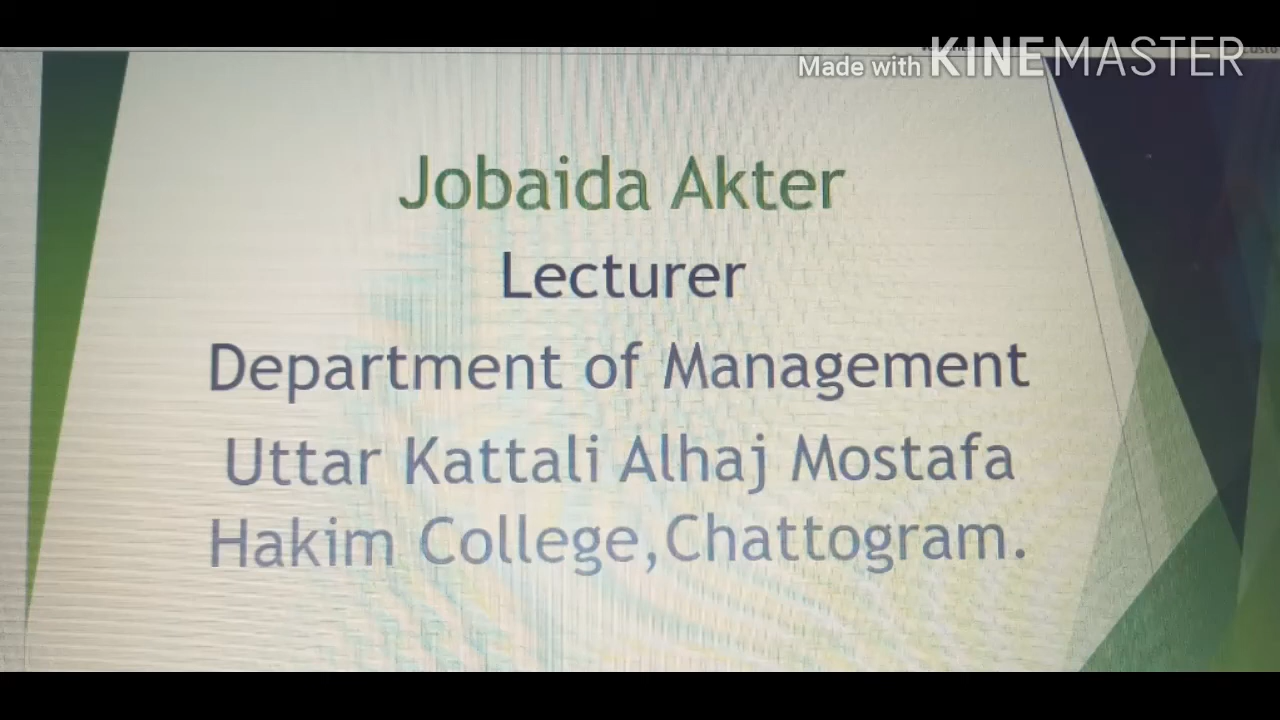 Made with KINEMASTER
Jobaida Akter
Lecturer
Department of Management
Uttar Kattali Alhaj Mostafa
Hakim College,Chattogram.